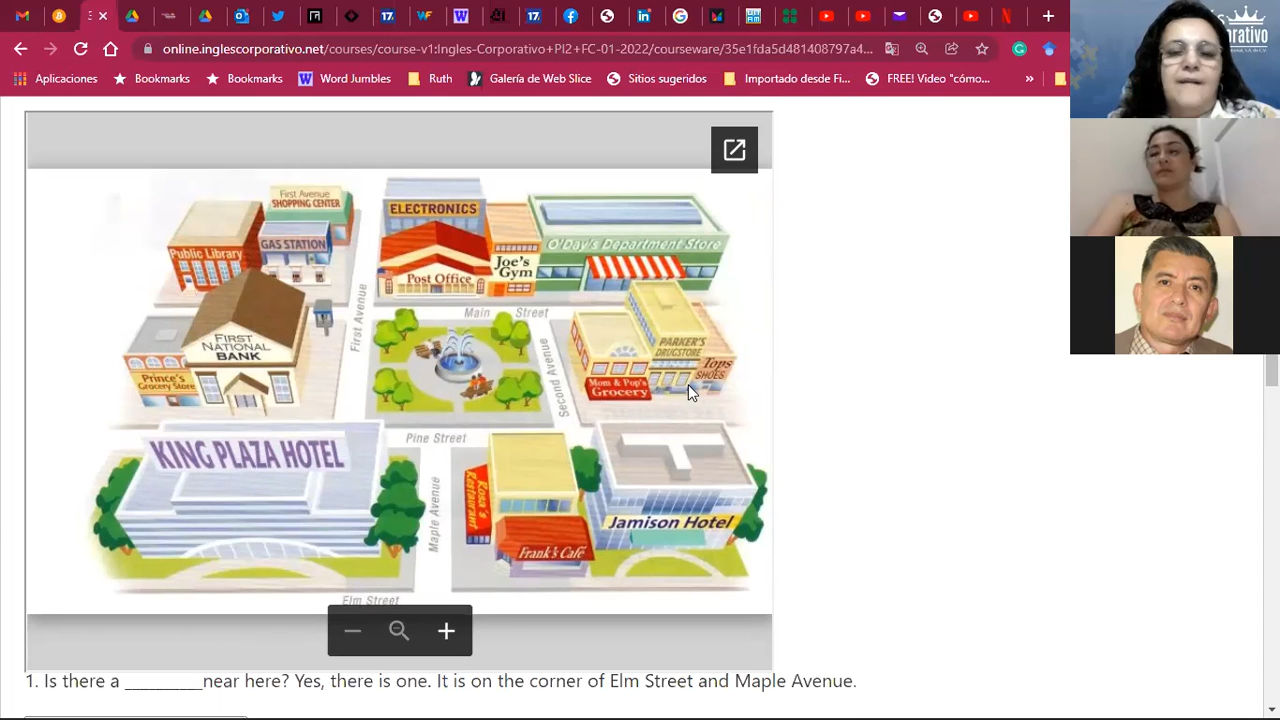 online.inglescorporativo.net/courses/course-v1:Ingles-Corporativo+PI2+FC-01-2022/courseware/35e1fda5d481408797a4...
Aplicaciones
Bookmarks
Bookmarks
Word Jumbles
Ruth
Galería de Web Slice
Sitios sugeridos
Importado desde Fi...
FREE! Video "cómo...
»
First Avenue
SHOPPING CENTER
Public Library
GAS STATION
ELECTRONICS
Post Office
Joe's
Gym
O'Day's Department Store
FIRST
NATIONAL
BANK
Prince's
Grocery Store
First Avenue
Main Street
Second Avenue
PARKER'S
DRUGSTORE
Tops
SHOES
Mom & Pop's
Grocery
KING PLAZA HOTEL
Pine Street
Maple Avenue
Rosa's
Restaurant
Frank's Café
Jamison Hotel
Elm Street
1. Is there a __________near here? Yes, there is one. It is on the corner of Elm Street and Maple Avenue.